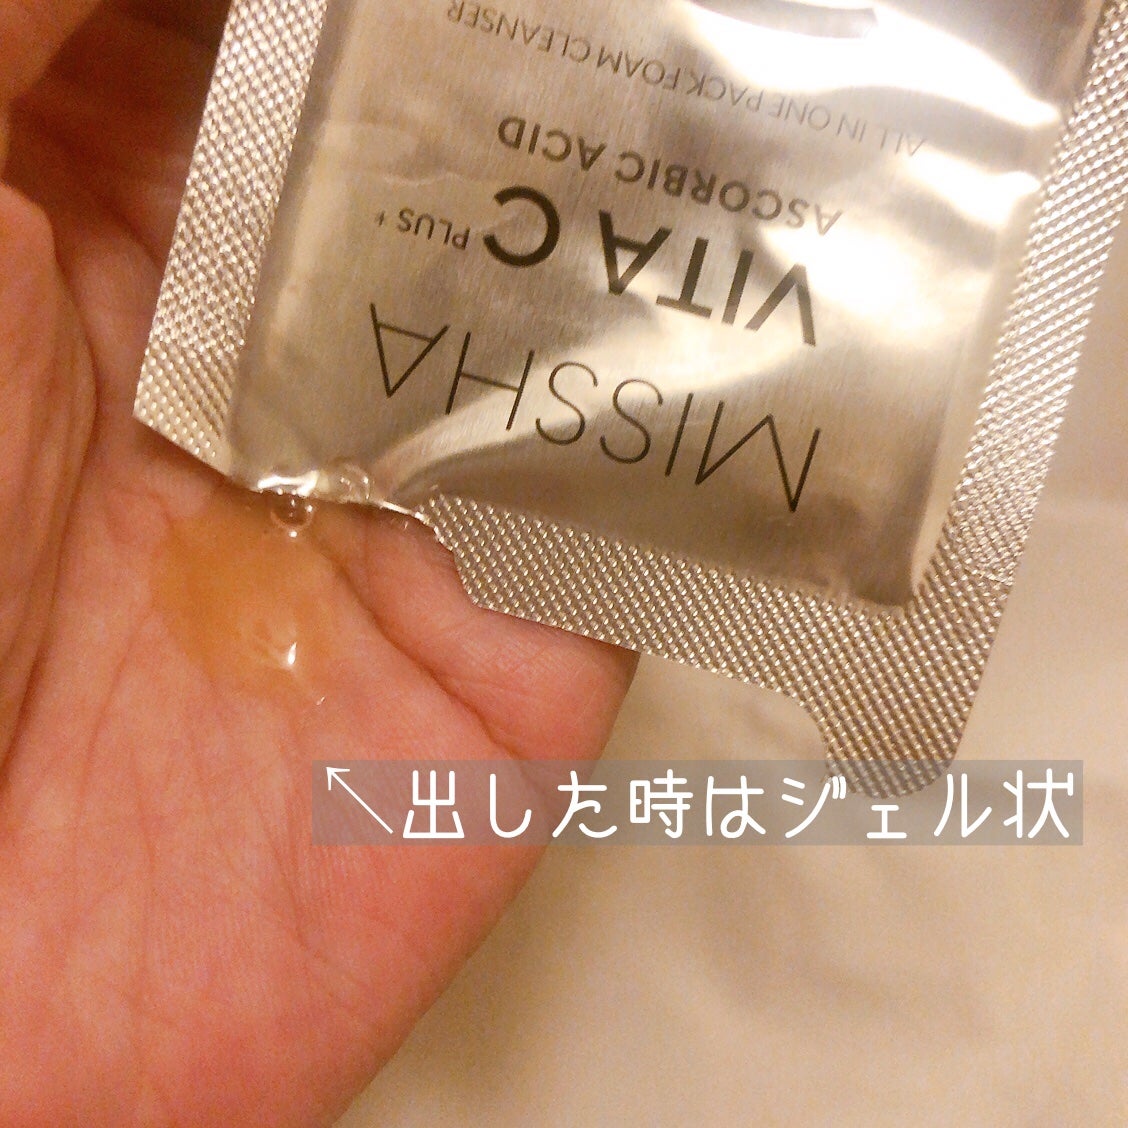 MISSHA
VITA C PLUS +
ASCORBIC ACID
ALL IN ONE PACK FOAM CLEANSER
↖出した時はジェル状